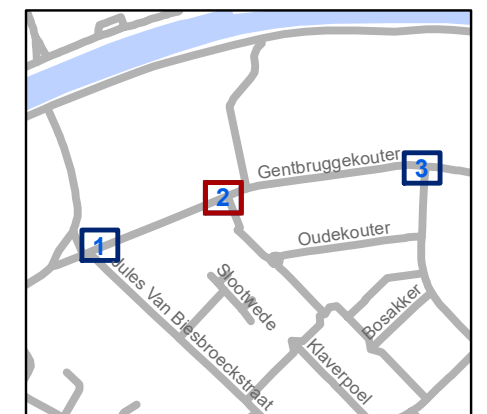 Gentbruggekouter
3
2
Oudekouter
1
Jules Van Biesbroeckstraat
Slootwede
Bosakker
Klaverpoel